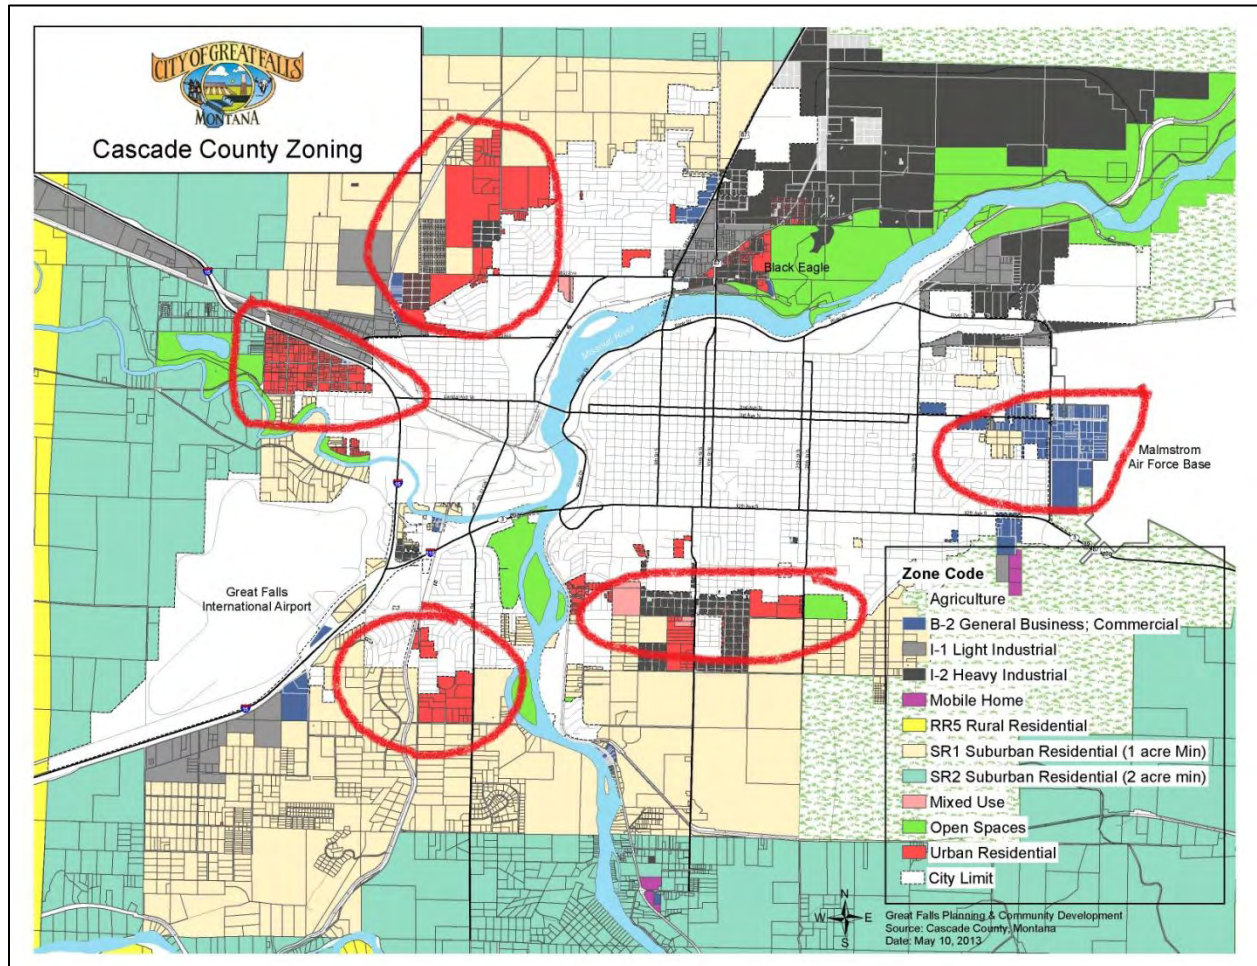 CITY OF GREAT FALLS
MONTANA
Cascade County Zoning
Black Eagle
Missouri River
Malmstrom
Air Force Base
Great Falls
International Airport
Zone Code
Agriculture
B-2 General Business; Commercial
I-1 Light Industrial
I-2 Heavy Industrial
Mobile Home
RR5 Rural Residential
SR1 Suburban Residential (1 acre Min)
SR2 Suburban Residential (2 acre min)
Mixed Use
Open Spaces
Urban Residential
City Limit
N
W
E
S
Great Falls Planning & Community Development
Source: Cascade County, Montana
Date: May 10, 2013